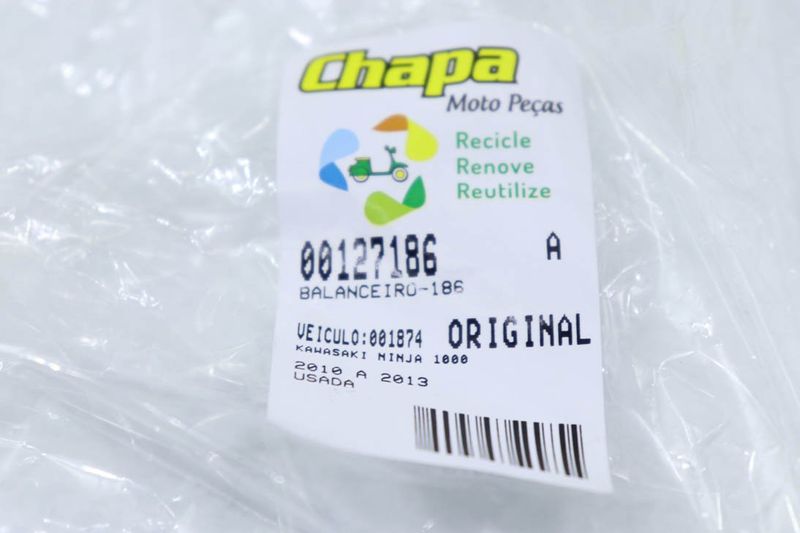 Chapa
Moto Peças
Recicle
Renove
Reutilize
00127186 A
BALANCEIRO-186
VEICULO:001874 ORIGINAL
KAWASAKI NINJA 1000
2010 A 2013
USADA